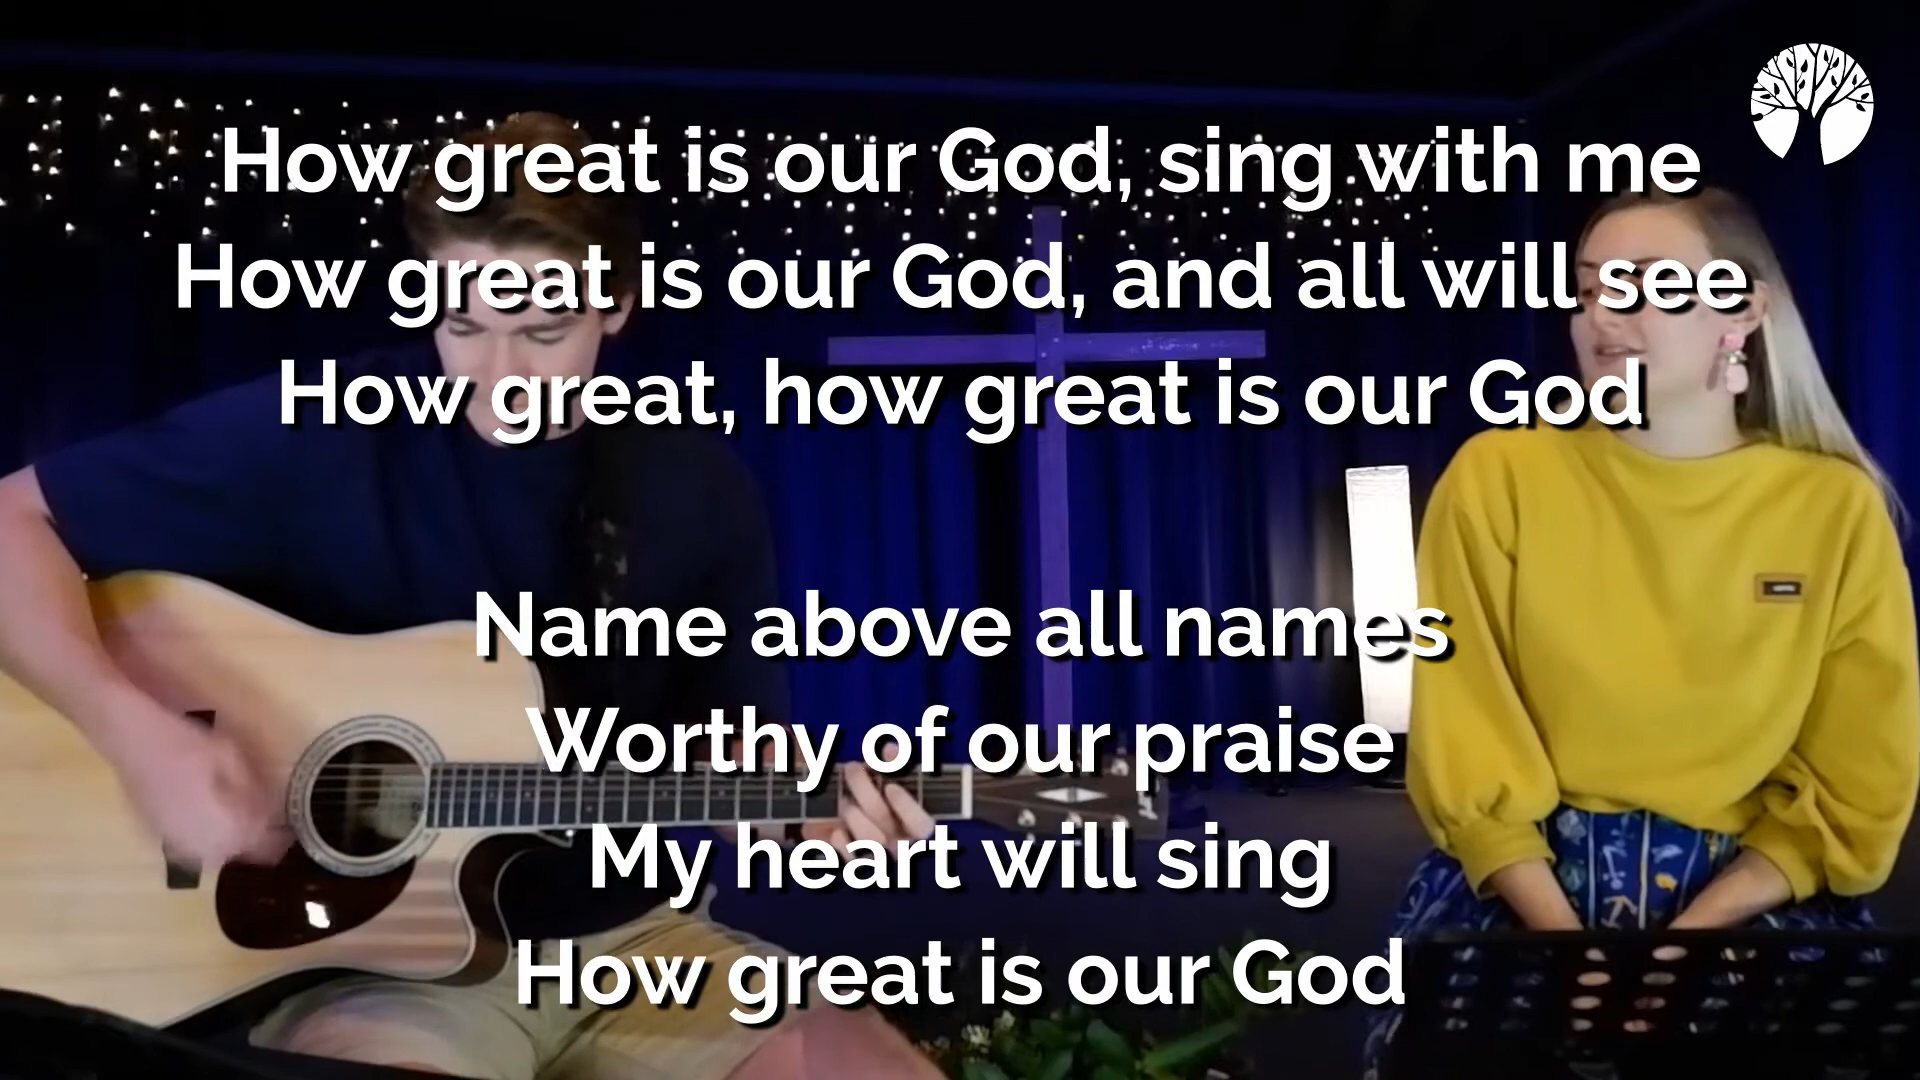 How great is our God, sing with me
How great is our God, and all will see
How great, how great is our God
Name above all names
Worthy of our praise
My heart will sing
How great is our God